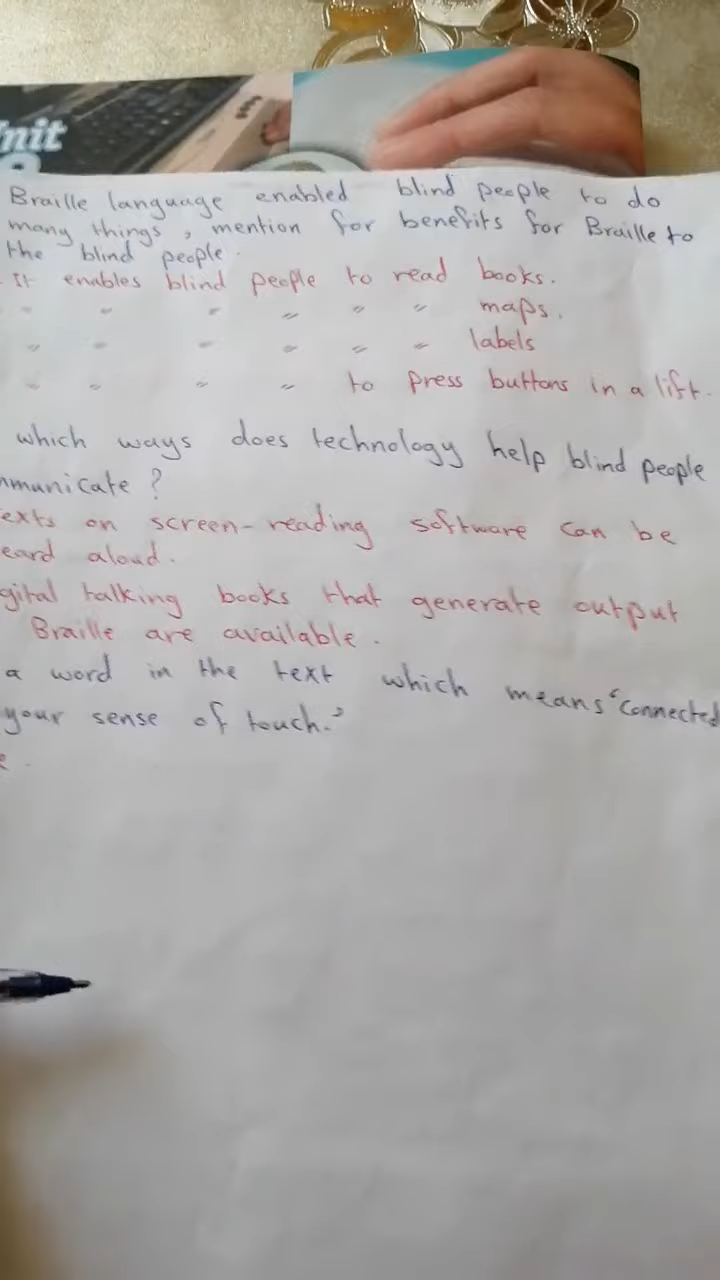 Unit
Braille language enabled blind people to do
many things, mention for benefits for Braille to
the blind people.
It enables blind people to read books.
" " " " " " maps.
" " " " " " labels
" " " " to press buttons in a lift.
which ways does technology help blind people
mmunicate?
exts on screen-reading software can be
eard aloud.
gital talking books that generate output
Braille are available.
a word in the text which means "Connected
your sense of touch."
e.